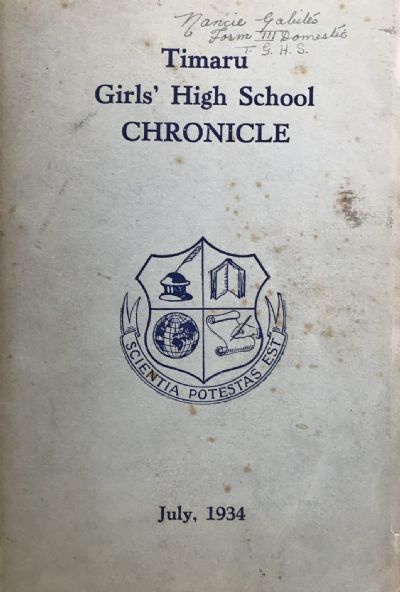 Nancie Gabites
Form III Domestic
T. G. H. S.
Timaru
Girls' High School
CHRONICLE
SCIENTIA POTESTAS EST
July, 1934